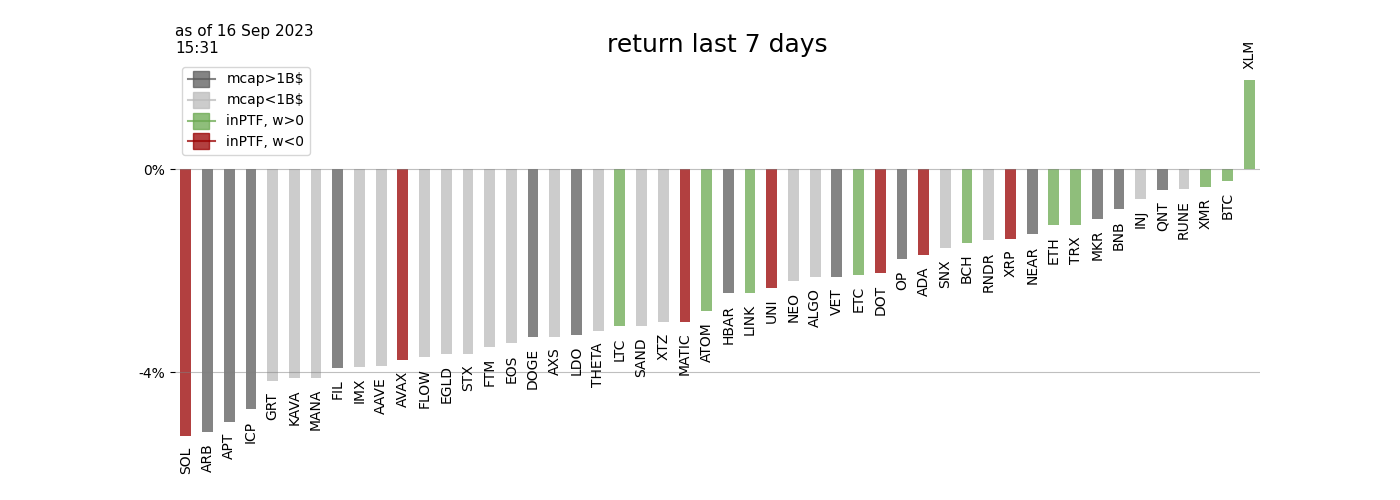 as of 16 Sep 2023
15:31
return last 7 days
mcap>1B$
mcap<1B$
inPTF, w>0
inPTF, w<0
0%
-4%
SOL
ARB
APT
ICP
GRT
KAVA
MANA
FIL
IMX
AAVE
AVAX
FLOW
EGLD
STX
FTM
EOS
DOGE
AXS
LDO
THETA
LTC
SAND
XTZ
MATIC
ATOM
HBAR
LINK
UNI
NEO
ALGO
VET
ETC
DOT
OP
ADA
SNX
BCH
RNDR
XRP
NEAR
ETH
TRX
MKR
BNB
INJ
QNT
RUNE
XMR
BTC
XLM